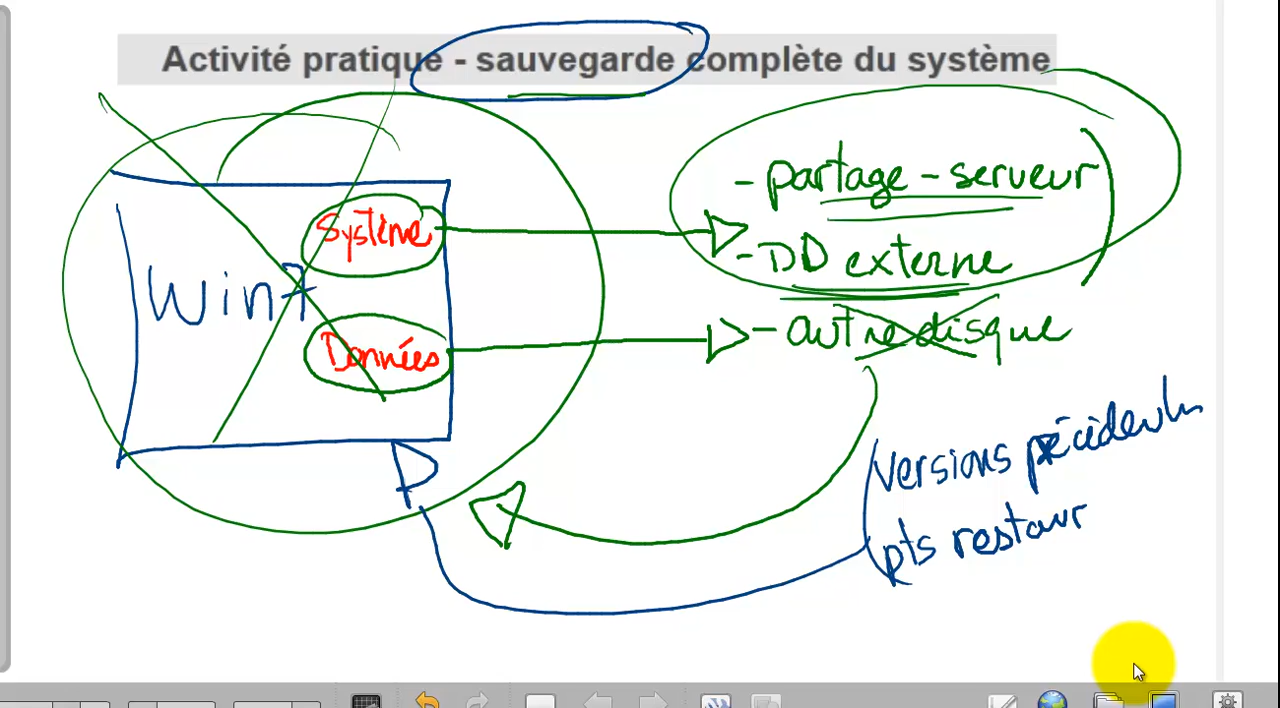 Activité pratique - sauvegarde complète du système
Système
Win7
Données
- partage - serveur
- DD externe
- autre disque
versions précédentes
pts restaur